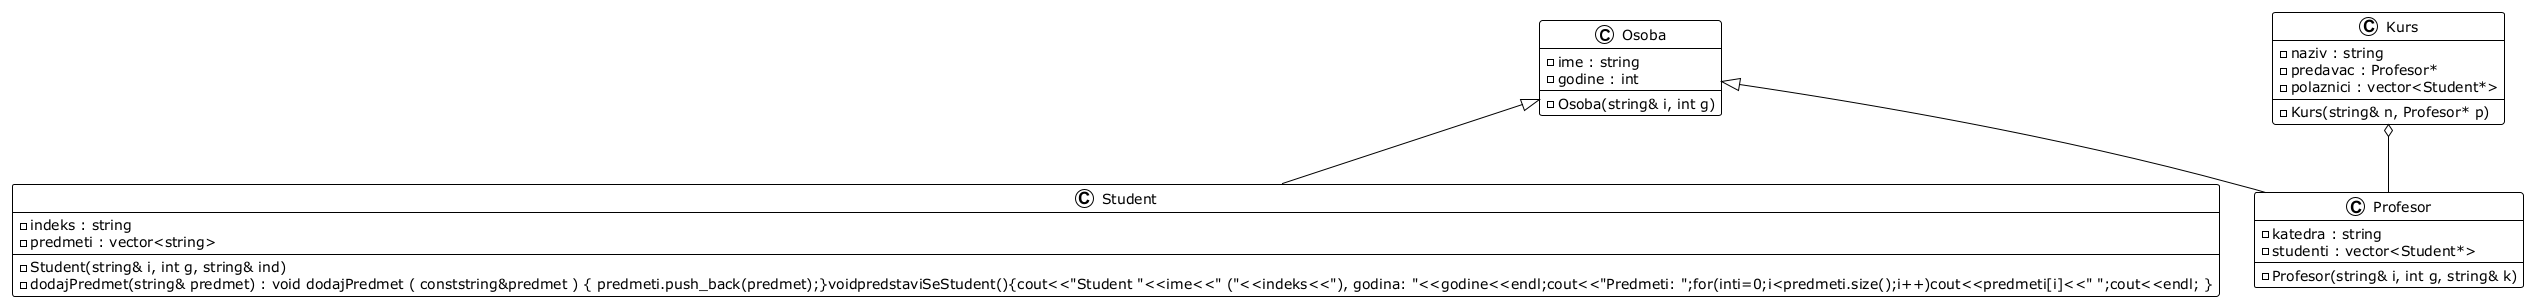 C Osoba
ime : string
godine : int
Osoba(string& i, int g)
C Kurs
naziv : string
predavac : Profesor*
polaznici : vector<Student*>
Kurs(string& n, Profesor* p)
C Student
indeks : string
predmeti : vector<string>
Student(string& i, int g, string& ind)
dodajPredmet(string& predmet) : void dodajPredmet ( conststring&predmet ) { predmeti.push_back(predmet);}voidpredstaviSeStudent(){cout<<"Student "<<ime<<" ("<<indeks<<"), godina: "<<godine<<endl;cout<<"Predmeti: ";for(inti=0;i<predmeti.size();i++)cout<<predmeti[i]<<" ";cout<<endl; }
C Profesor
katedra : string
studenti : vector<Student*>
Profesor(string& i, int g, string& k)